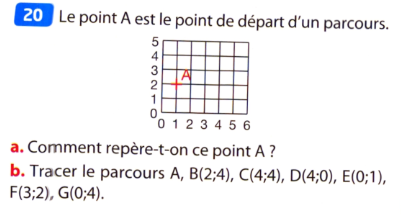 20 Le point A est le point de départ d'un parcours.
5
4
3
A
2
1
0
0 1 2 3 4 5 6
a. Comment repère-t-on ce point A ?
b. Tracer le parcours A, B(2;4), C(4;4), D(4;0), E(0;1),
F(3;2), G(0;4).